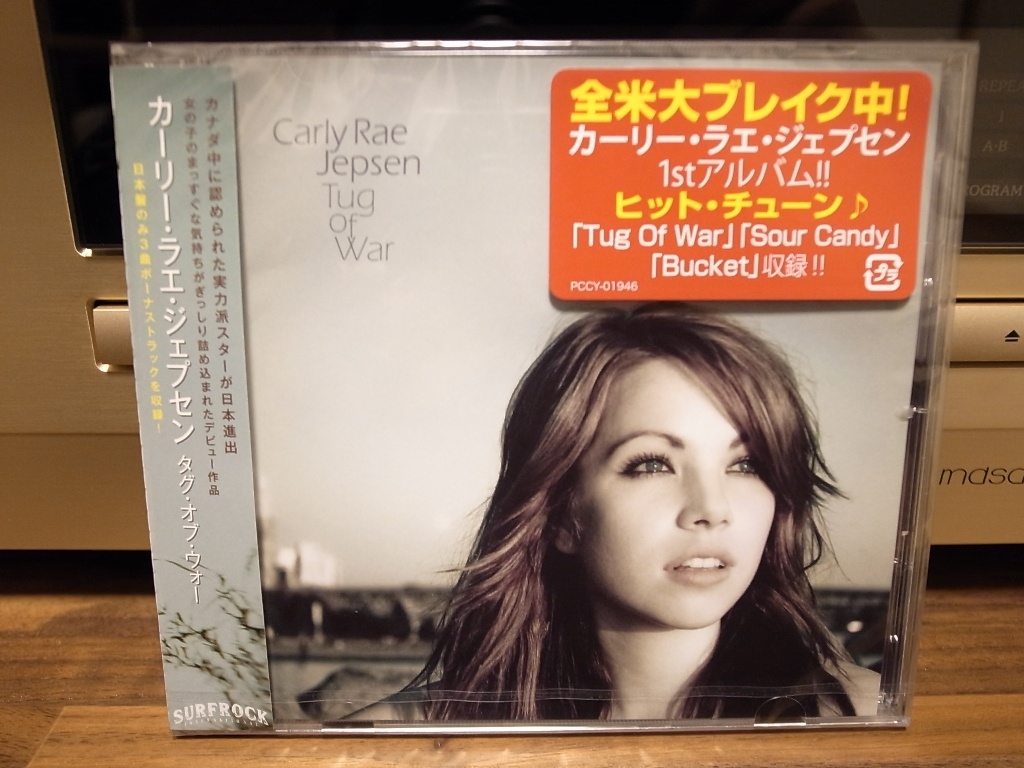 カーリー・ラエ・ジェプセン タグ・オブ・ウォー
カナダ中に認められた実力派スターが日本進出
女の子のまっすぐな気持ちがぎっしり詰め込まれたデビュー作品
日本盤のみ3曲ボーナストラックを収録!
SURFROCK
Carly Rae
Jepsen
Tug
of
War
全米大ブレイク中!
カーリー・ラエ・ジェプセン
1stアルバム!!
ヒット・チューン♪
「Tug Of War」「Sour Candy」
「Bucket」収録!!
PCCY-01946
プラ
REPEA
A-B
ROGRAM